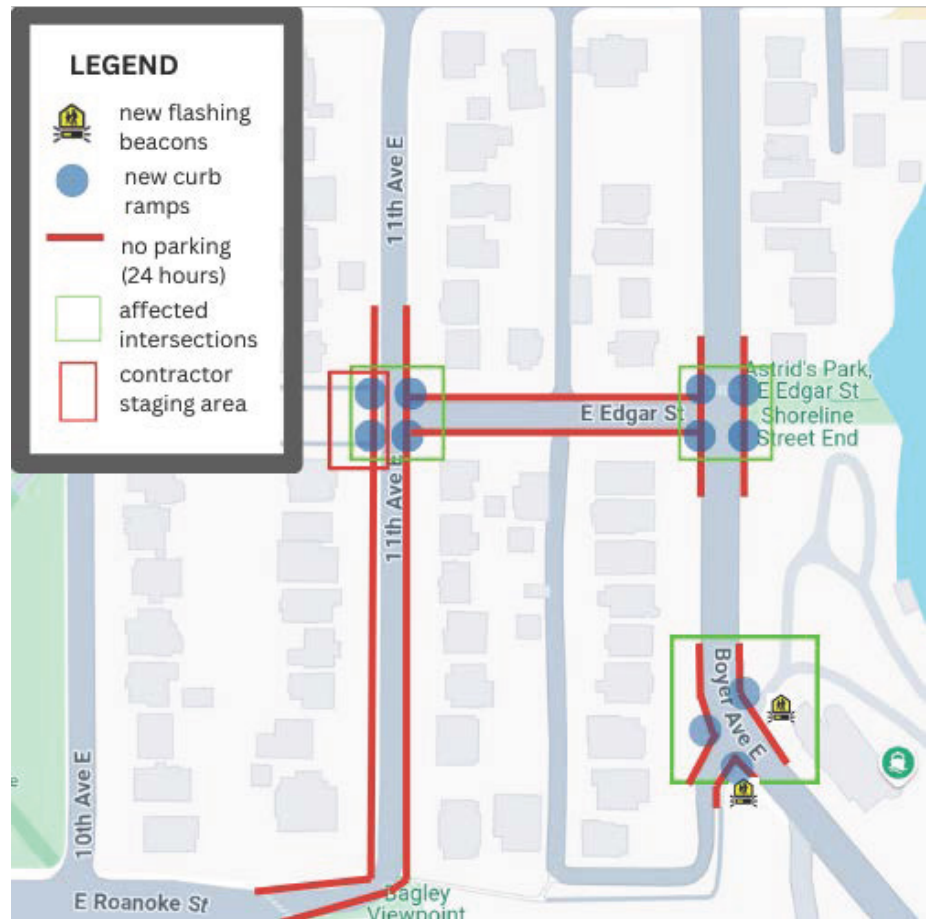 LEGEND
new flashing
beacons
new curb
ramps
no parking
(24 hours)
affected
intersections
contractor
staging area
11th Ave E
E Edgar St
Astrid's Park,
E Edgar St
Shoreline
Street End
11th Ave E
Boyer Ave E
10th Ave E
E Roanoke St
Bagley
Viewpoint